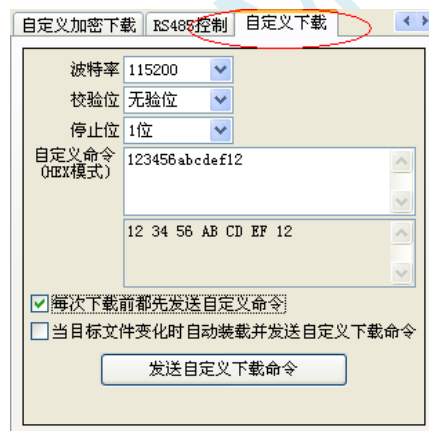 自定义加密下载 RS485控制 自定义下载
波特率 115200
校验位 无验位
停止位 1位
自定义命令
(HEX模式)
123456abcdef12
12 34 56 AB CD EF 12
每次下载前都先发送自定义命令
当目标文件变化时自动装载并发送自定义下载命令
发送自定义下载命令